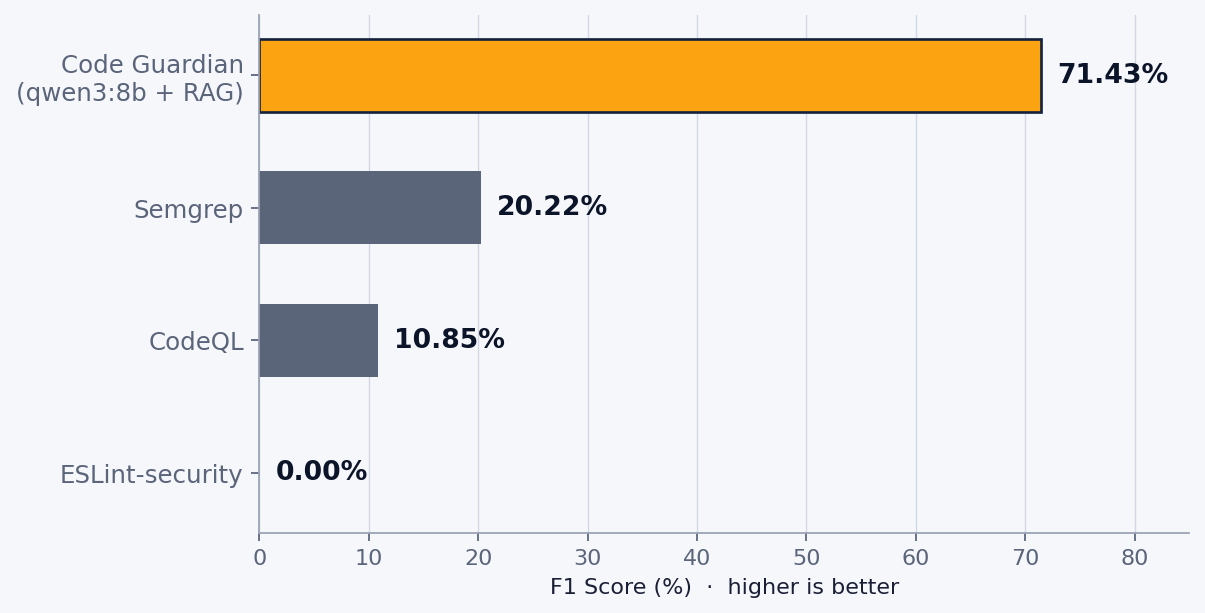 Code Guardian
(qwen3:8b + RAG)
71.43%
Semgrep
20.22%
CodeQL
10.85%
ESLint-security
0.00%
0 10 20 30 40 50 60 70 80
F1 Score (%) · higher is better